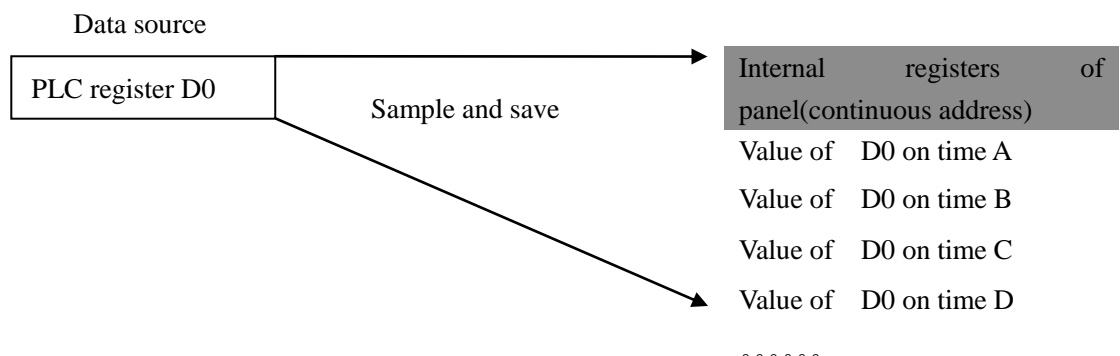 Data source
PLC register D0
Sample and save
Internal registers of
panel(continuous address)
Value of D0 on time A
Value of D0 on time B
Value of D0 on time C
Value of D0 on time D